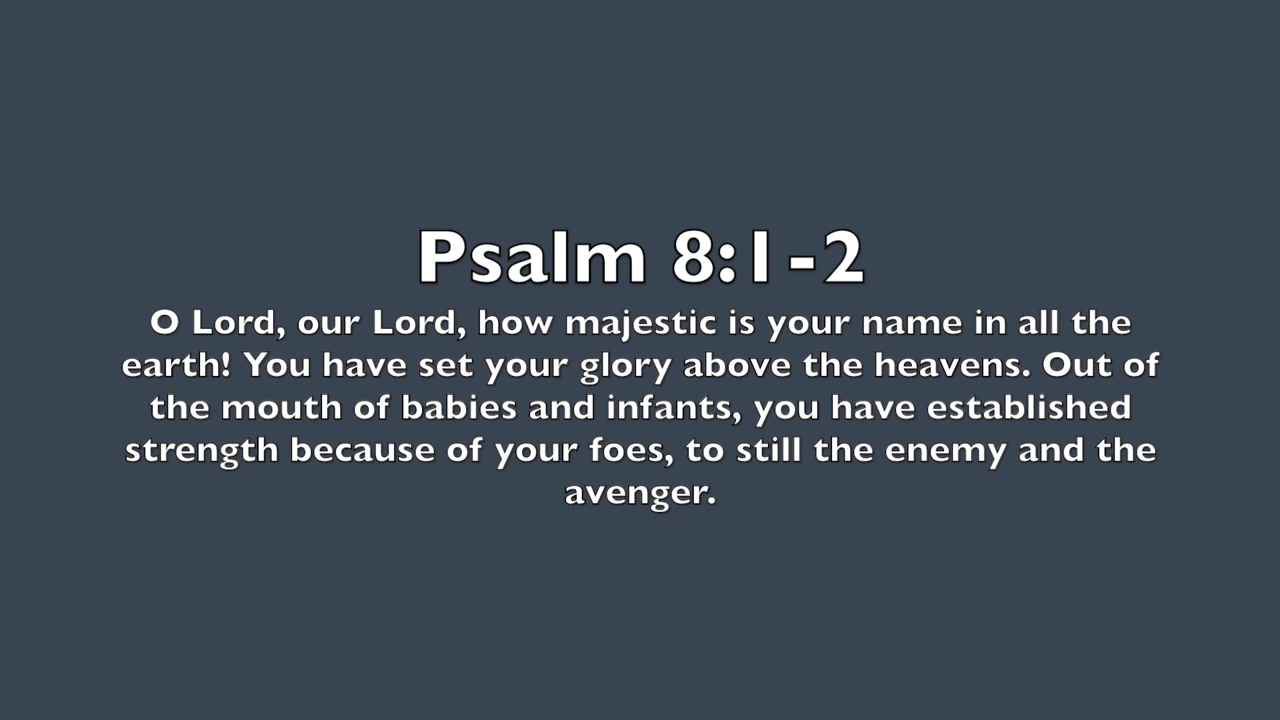 Psalm 8:1-2
O Lord, our Lord, how majestic is your name in all the
earth! You have set your glory above the heavens. Out of
the mouth of babies and infants, you have established
strength because of your foes, to still the enemy and the
avenger.